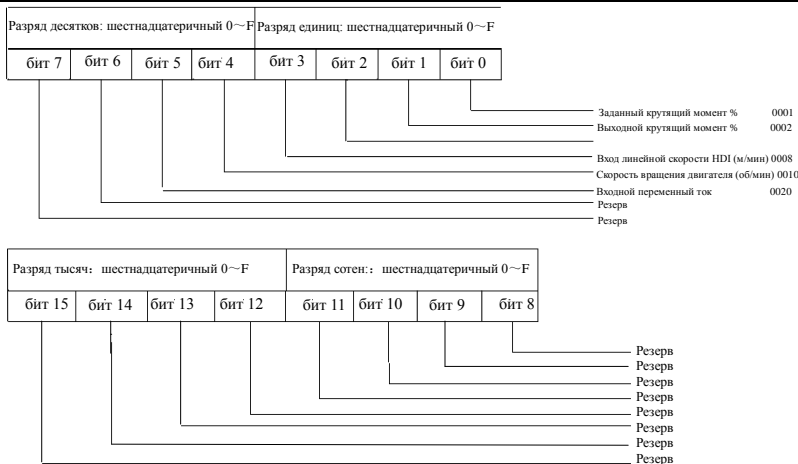 Разряд десятков: шестнадцатеричный 0～F Разряд единиц: шестнадцатеричный 0～F
бит 7 бит 6 бит 5 бит 4 бит 3 бит 2 бит 1 бит 0
Заданный крутящий момент % 0001
Выходной крутящий момент % 0002
Вход линейной скорости HDI (м/мин) 0008
Скорость вращения двигателя (об/мин) 0010
Входной переменный ток 0020
Резерв
Резерв
Разряд тысяч：шестнадцатеричный 0～F Разряд сотен:：шестнадцатеричный 0～F
бит 15 бит 14 бит 13 бит 12 бит 11 бит 10 бит 9 бит 8
Резерв
Резерв
Резерв
Резерв
Резерв
Резерв
Резерв
Резерв